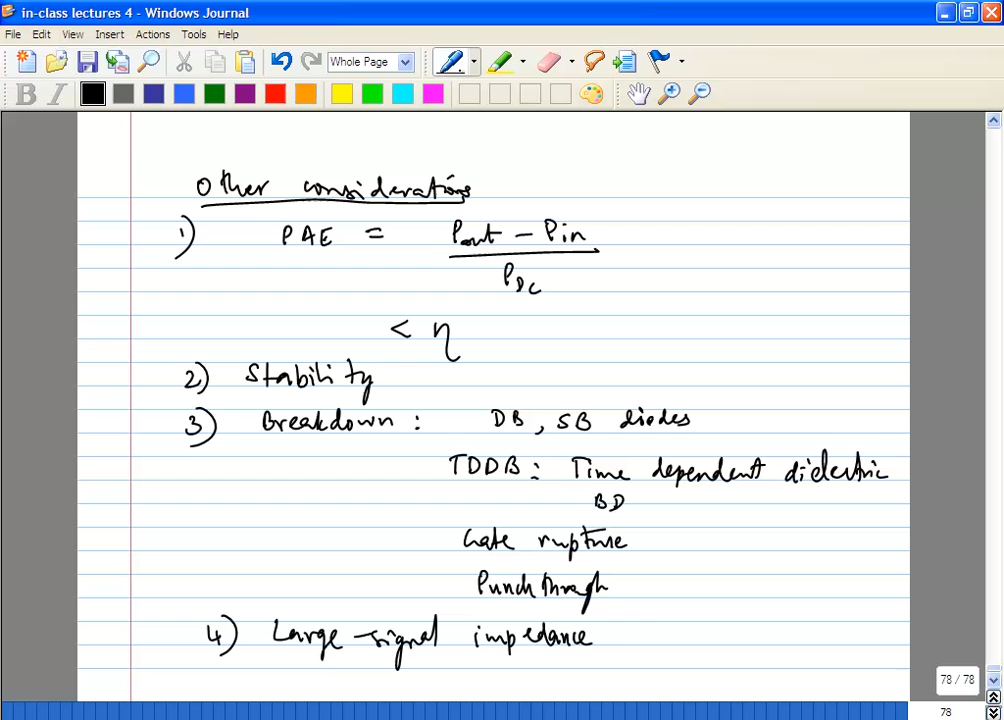 in-class lectures 4 - Windows Journal
File Edit View Insert Actions Tools Help
Whole Page
B I
Other considerations
1) PAE = Pout - Pin
PDC
< η
2) Stability
3) Breakdown : DB, SB diodes
TDDB : Time dependent dielectric
BD
Gate rupture
Punchthrough
4) Large-signal impedance
78 / 78
78